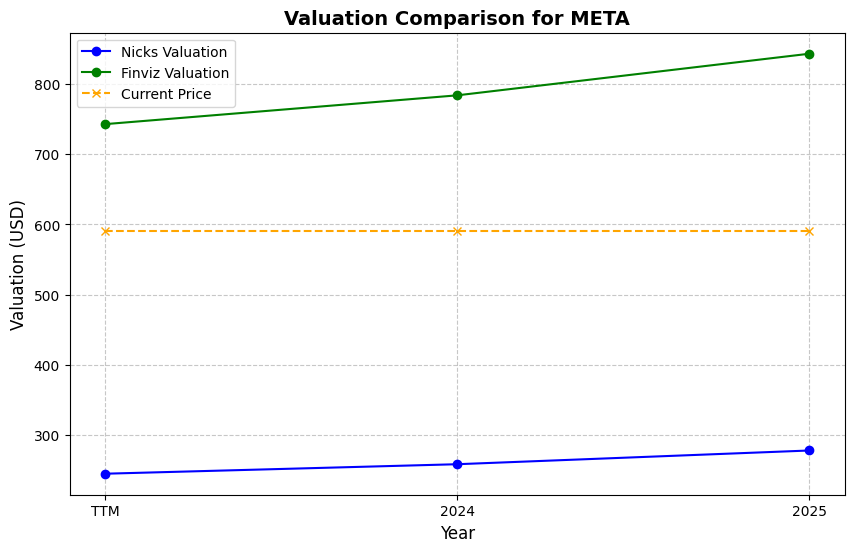 Valuation Comparison for META
Nicks Valuation
Finviz Valuation
Current Price
Valuation (USD)
800
700
600
500
400
300
TTM
2024
2025
Year